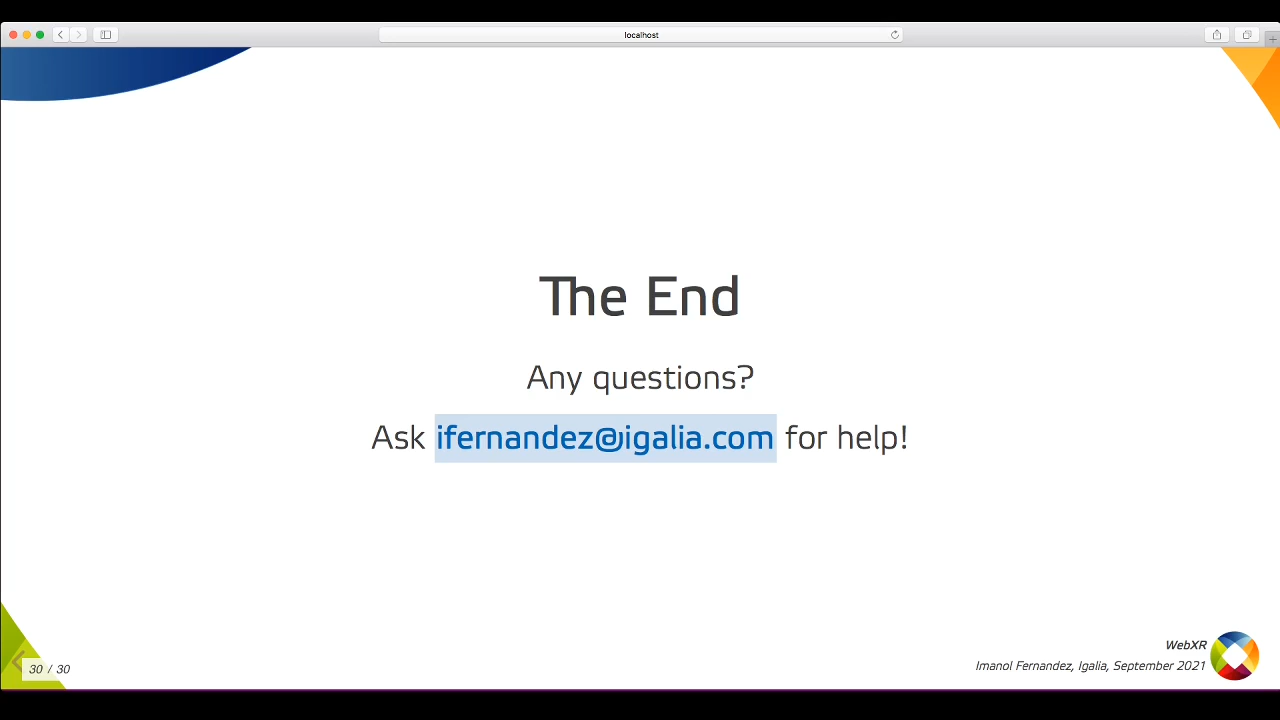 localhost
The End
Any questions?
Ask ifernandez@igalia.com for help!
WebXR
Imanol Fernandez, Igalia, September 2021
30 / 30